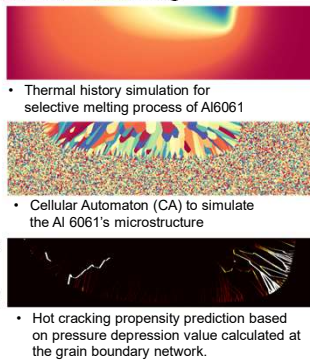 • Thermal history simulation for
selective melting process of Al6061
• Cellular Automaton (CA) to simulate
the Al 6061's microstructure
• Hot cracking propensity prediction based
on pressure depression value calculated at
the grain boundary network.